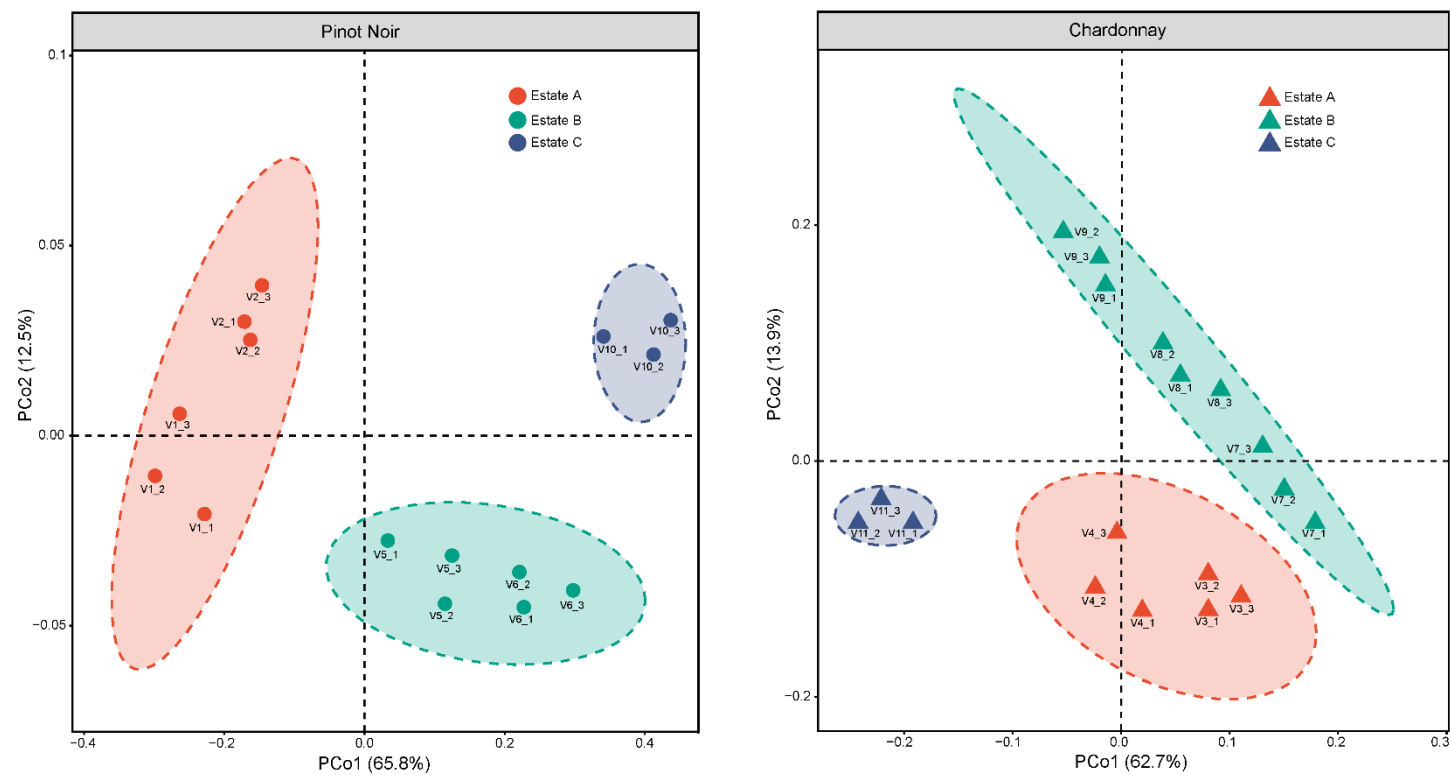 Pinot Noir
0.1
0.05
0.00
−0.05
PCo2 (12.5%)
Estate A
Estate B
Estate C
V2_3
V2_1
V2_2
V1_3
V1_2
V1_1
V10_3
V10_1
V10_2
V5_1
V5_3
V6_2
V6_3
V5_2
V6_1
−0.4
−0.2
0.0
0.2
0.4
PCo1 (65.8%)
Chardonnay
0.2
0.0
−0.2
PCo2 (13.9%)
Estate A
Estate B
Estate C
V9_2
V9_3
V9_1
V8_2
V8_1
V8_3
V7_3
V7_2
V7_1
V11_3
V11_2
V11_1
V4_3
V4_2
V4_1
V3_2
V3_3
V3_1
−0.2
−0.1
0.0
0.1
0.2
0.3
PCo1 (62.7%)